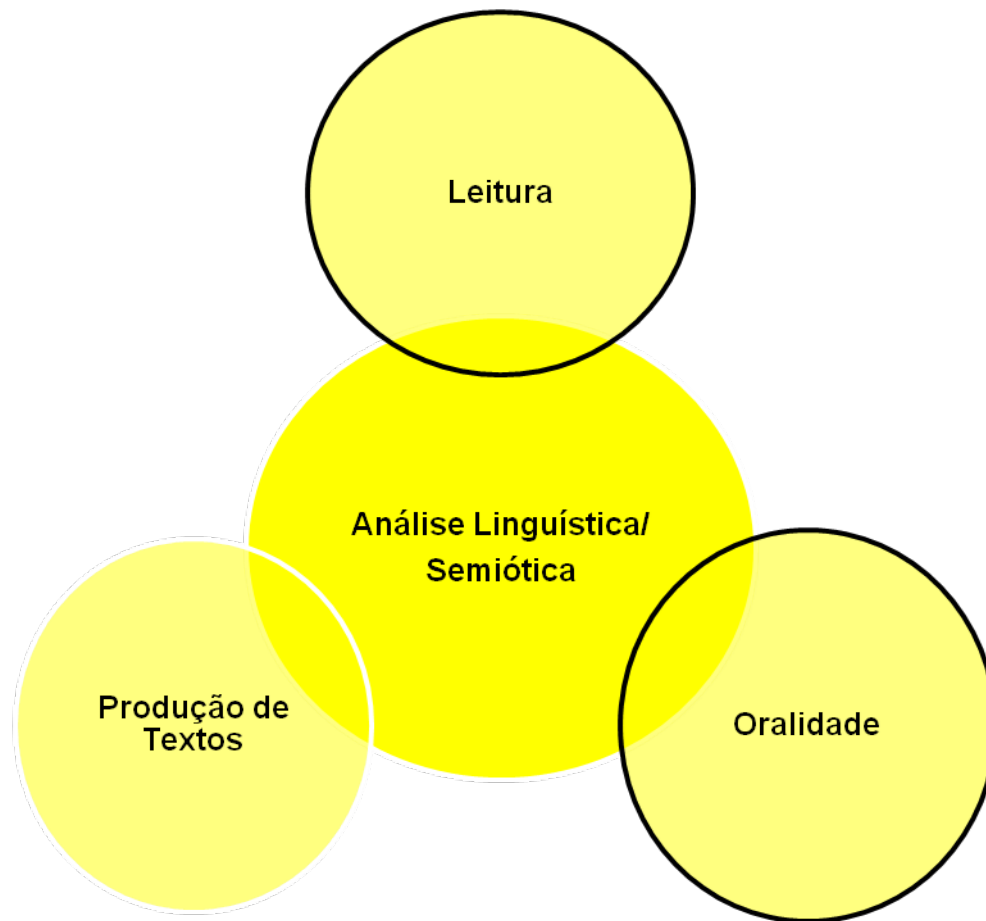 Leitura
Análise Linguística/
Semiótica
Produção de
Textos
Oralidade